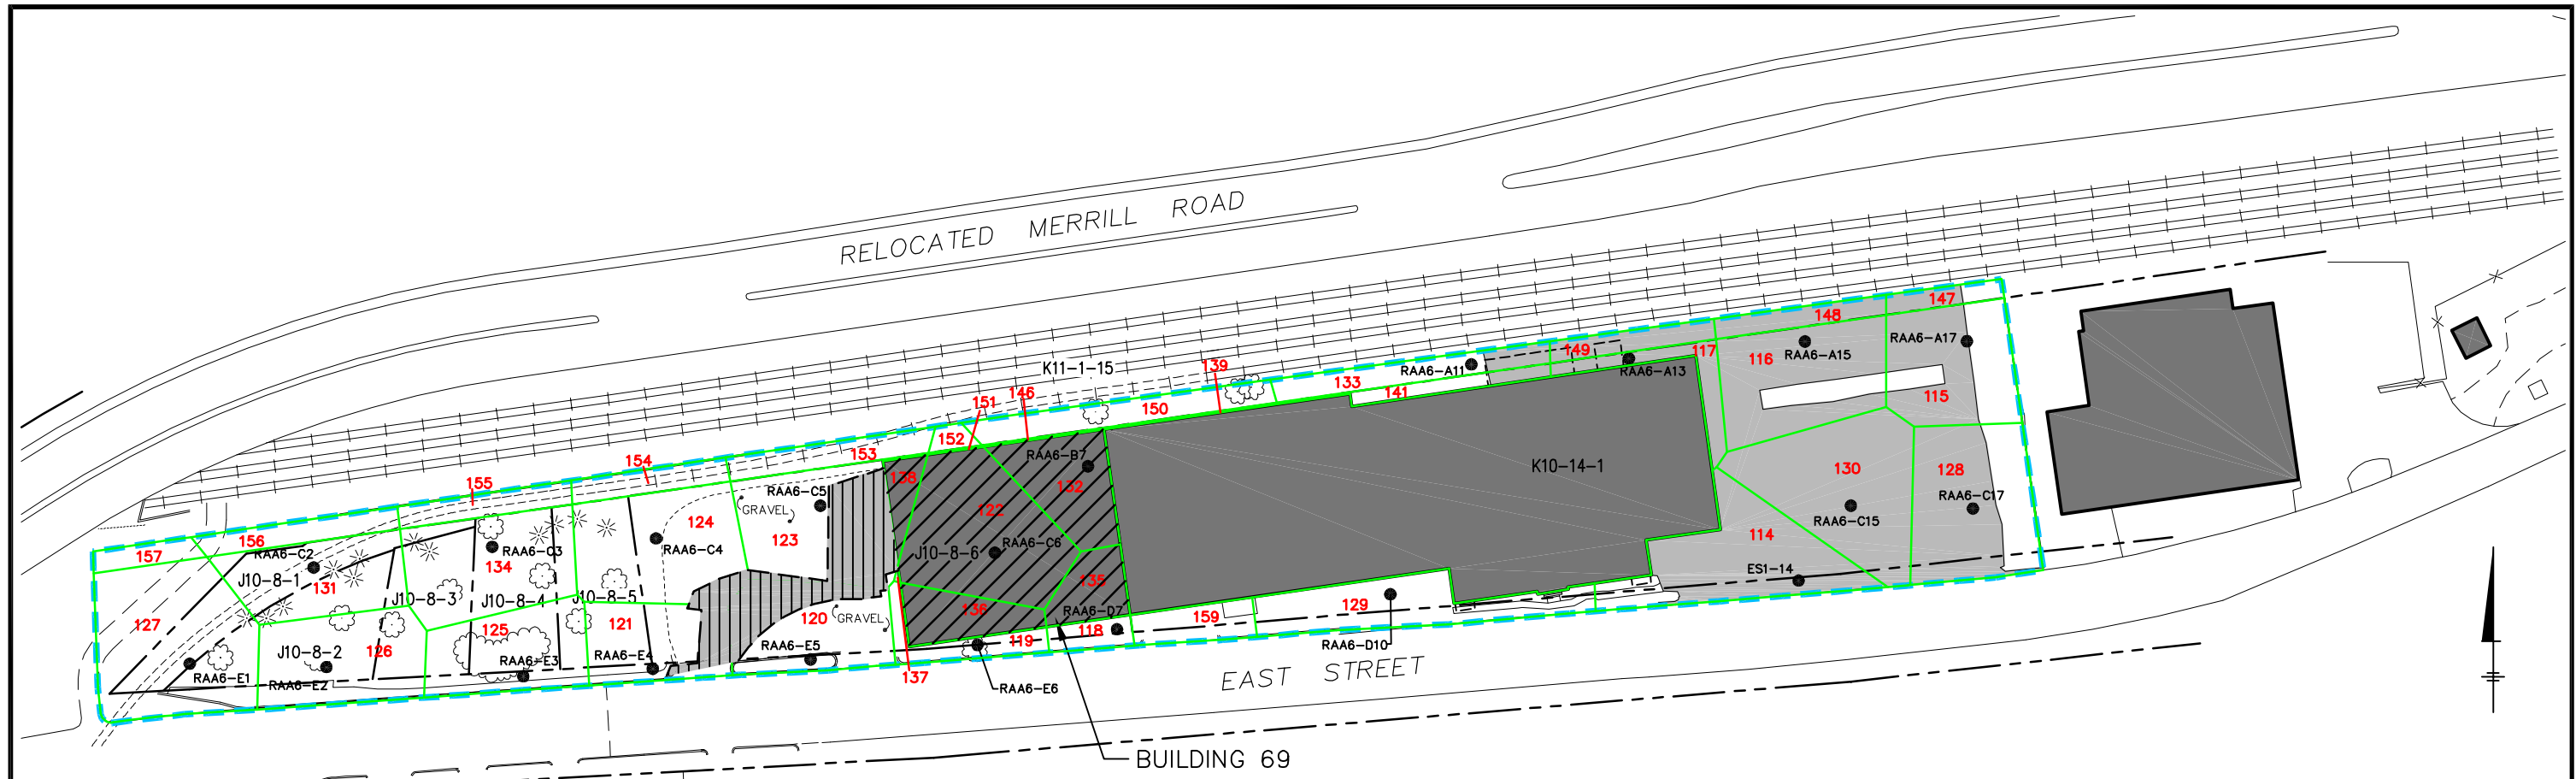 RELOCATED MERRILL ROAD
K11-1-15
139
133
141
149
117
148
147
RAA6-A11
RAA6-A13
116
RAA6-A15
RAA6-A17
115
151
146
150
152
153
154
155
156
157
RAA6-B7
132
138
122
K10-14-1
130
128
RAA6-C17
RAA6-C15
114
ES1-14
RAA6-C5
GRAVEL
124
123
RAA6-C4
RAA6-C3
134
RAA6-C2
J10-8-1
131
J10-8-3
J10-8-4
J10-8-5
J10-8-6
RAA6-C6
135
136
RAA6-D7
127
126
125
121
120
GRAVEL
119
118
159
129
RAA6-D10
J10-8-2
RAA6-E1
RAA6-E2
RAA6-E3
RAA6-E4
RAA6-E5
137
RAA6-E6
EAST STREET
BUILDING 69